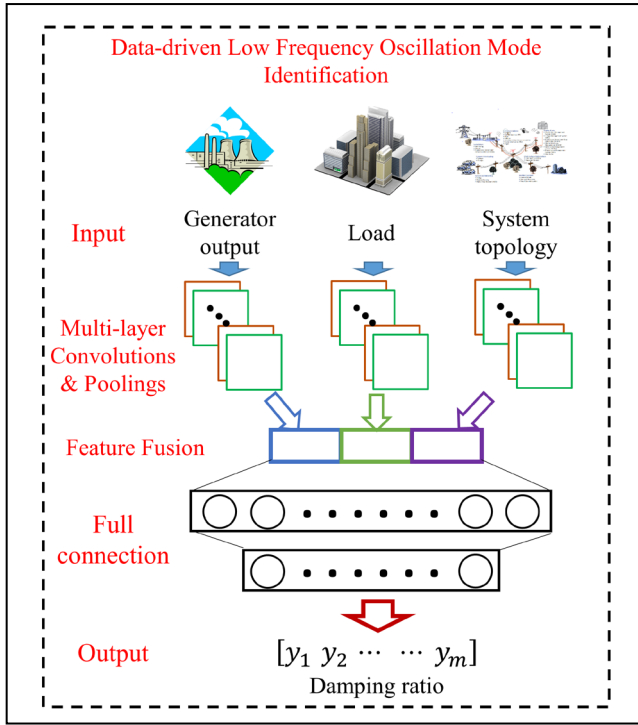 Data-driven Low Frequency Oscillation Mode
Identification
Input
Generator
output
Load
System
topology
Multi-layer
Convolutions
& Poolings
Feature Fusion
Full
connection
Output
[y₁ y₂ ⋯ ⋯ yₘ]
Damping ratio